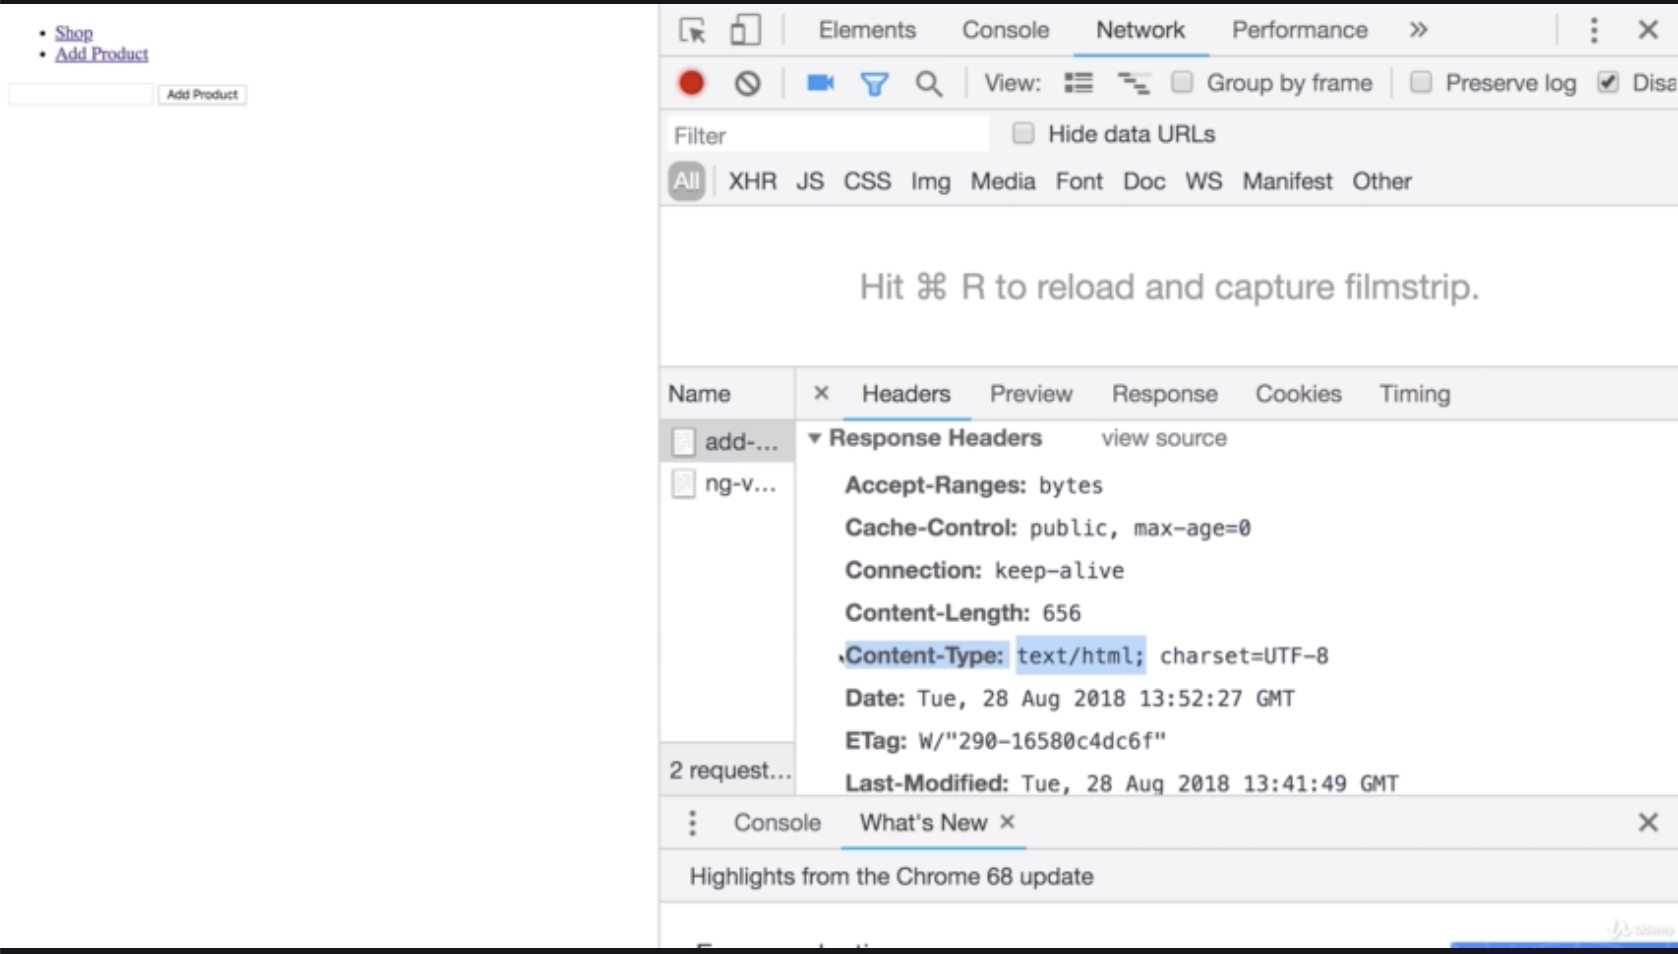 Shop
Add Product
Add Product
Elements Console Network Performance »
View: Group by frame Preserve log Disa
Filter Hide data URLs
All XHR JS CSS Img Media Font Doc WS Manifest Other
Hit ⌘ R to reload and capture filmstrip.
Name × Headers Preview Response Cookies Timing
add-...
ng-v...
2 request...
Response Headers view source
Accept-Ranges: bytes
Cache-Control: public, max-age=0
Connection: keep-alive
Content-Length: 656
Content-Type: text/html; charset=UTF-8
Date: Tue, 28 Aug 2018 13:52:27 GMT
ETag: W/"290-16580c4dc6f"
Last-Modified: Tue, 28 Aug 2018 13:41:49 GMT
Console What's New ×
Highlights from the Chrome 68 update
Udemy